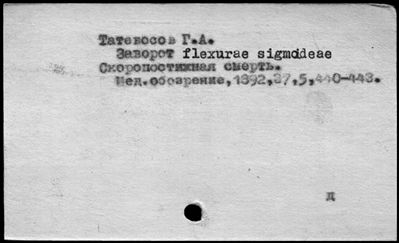 Татевосов Г.А.
Заворот flexurae sigmoideae
Скоропостижная смерть.
Мед.обозрение,1892,37,5,440-443.
д